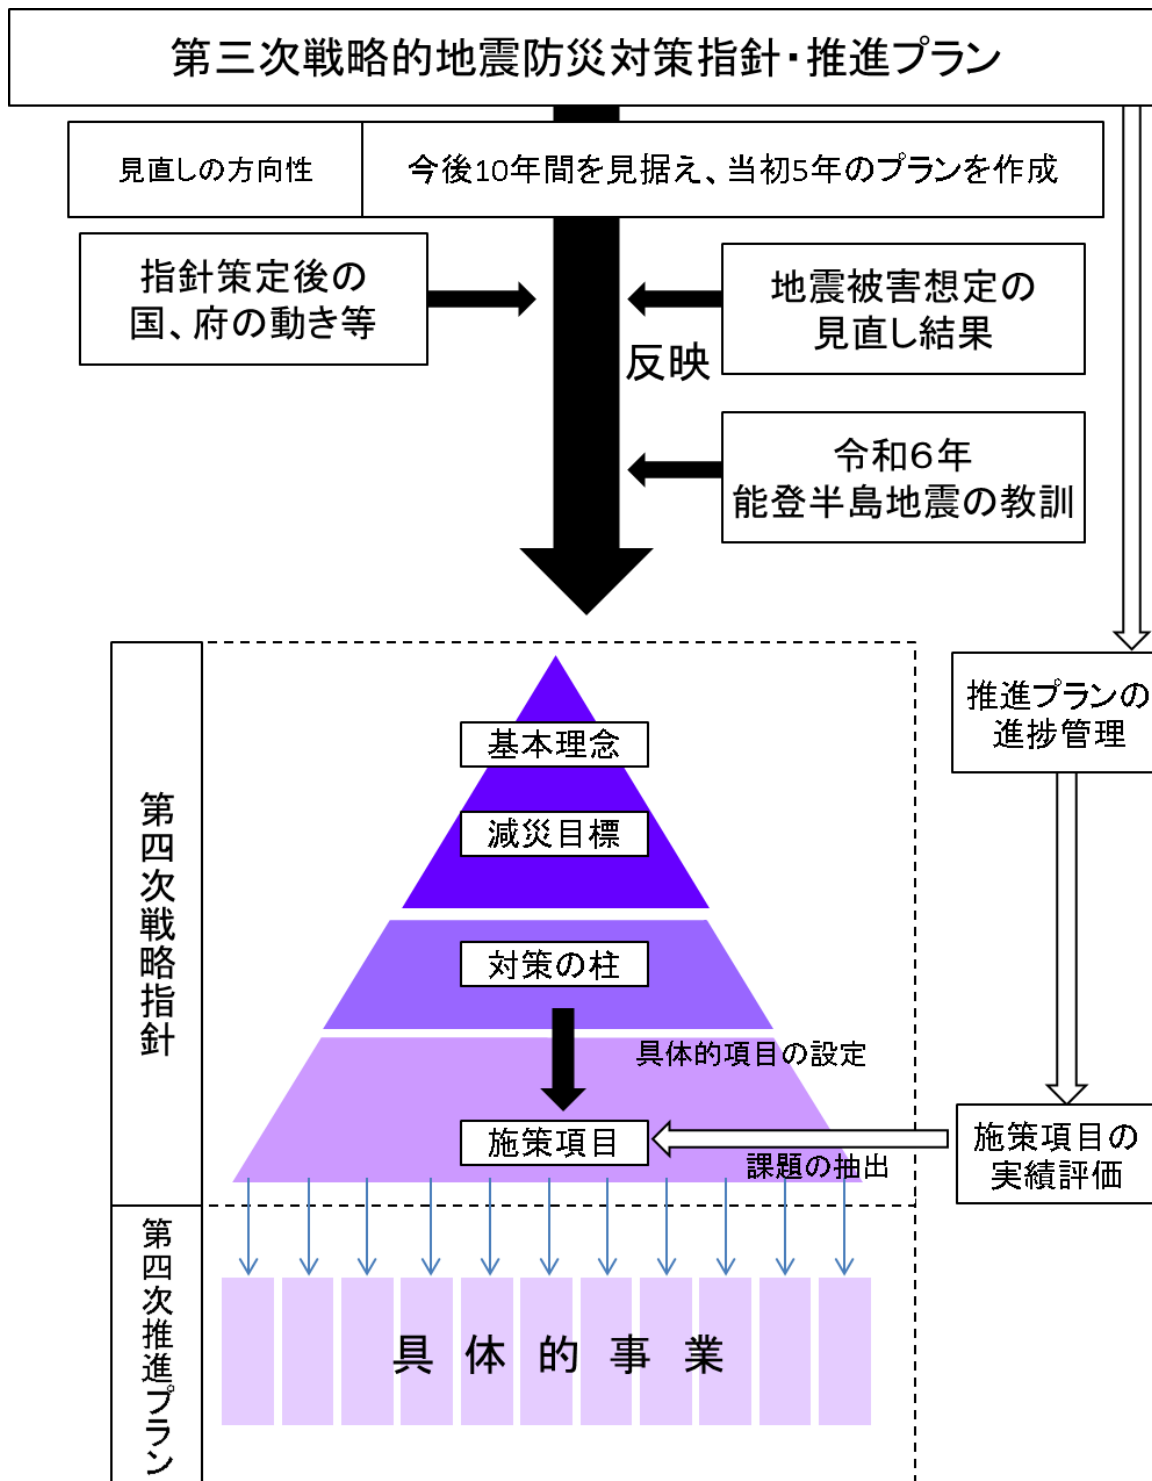 第三次戦略的地震防災対策指針・推進プラン
見直しの方向性
今後10年間を見据え、当初5年のプランを作成
指針策定後の
国、府の動き等
地震被害想定の
見直し結果
反映
令和6年
能登半島地震の教訓
第四次戦略指針
基本理念
減災目標
対策の柱
具体的項目の設定
施策項目
課題の抽出
推進プランの
進捗管理
施策項目の
実績評価
第四次推進プラン
具体的事業